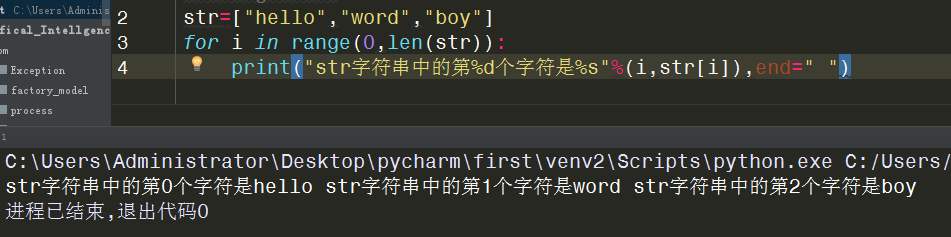 t C:\Users\Adminis
fical_Intellgenc
om
Exception
factory_model
process
2 str=["hello","word","boy"]
3 for i in range(0,len(str)):
4 print("str字符串中的第%d个字符是%s"%(i,str[i]),end=" ")
1
C:\Users\Administrator\Desktop\pycharm\first\venv2\Scripts\python.exe C:/Users/
str字符串中的第0个字符是hello str字符串中的第1个字符是word str字符串中的第2个字符是boy
进程已结束,退出代码0